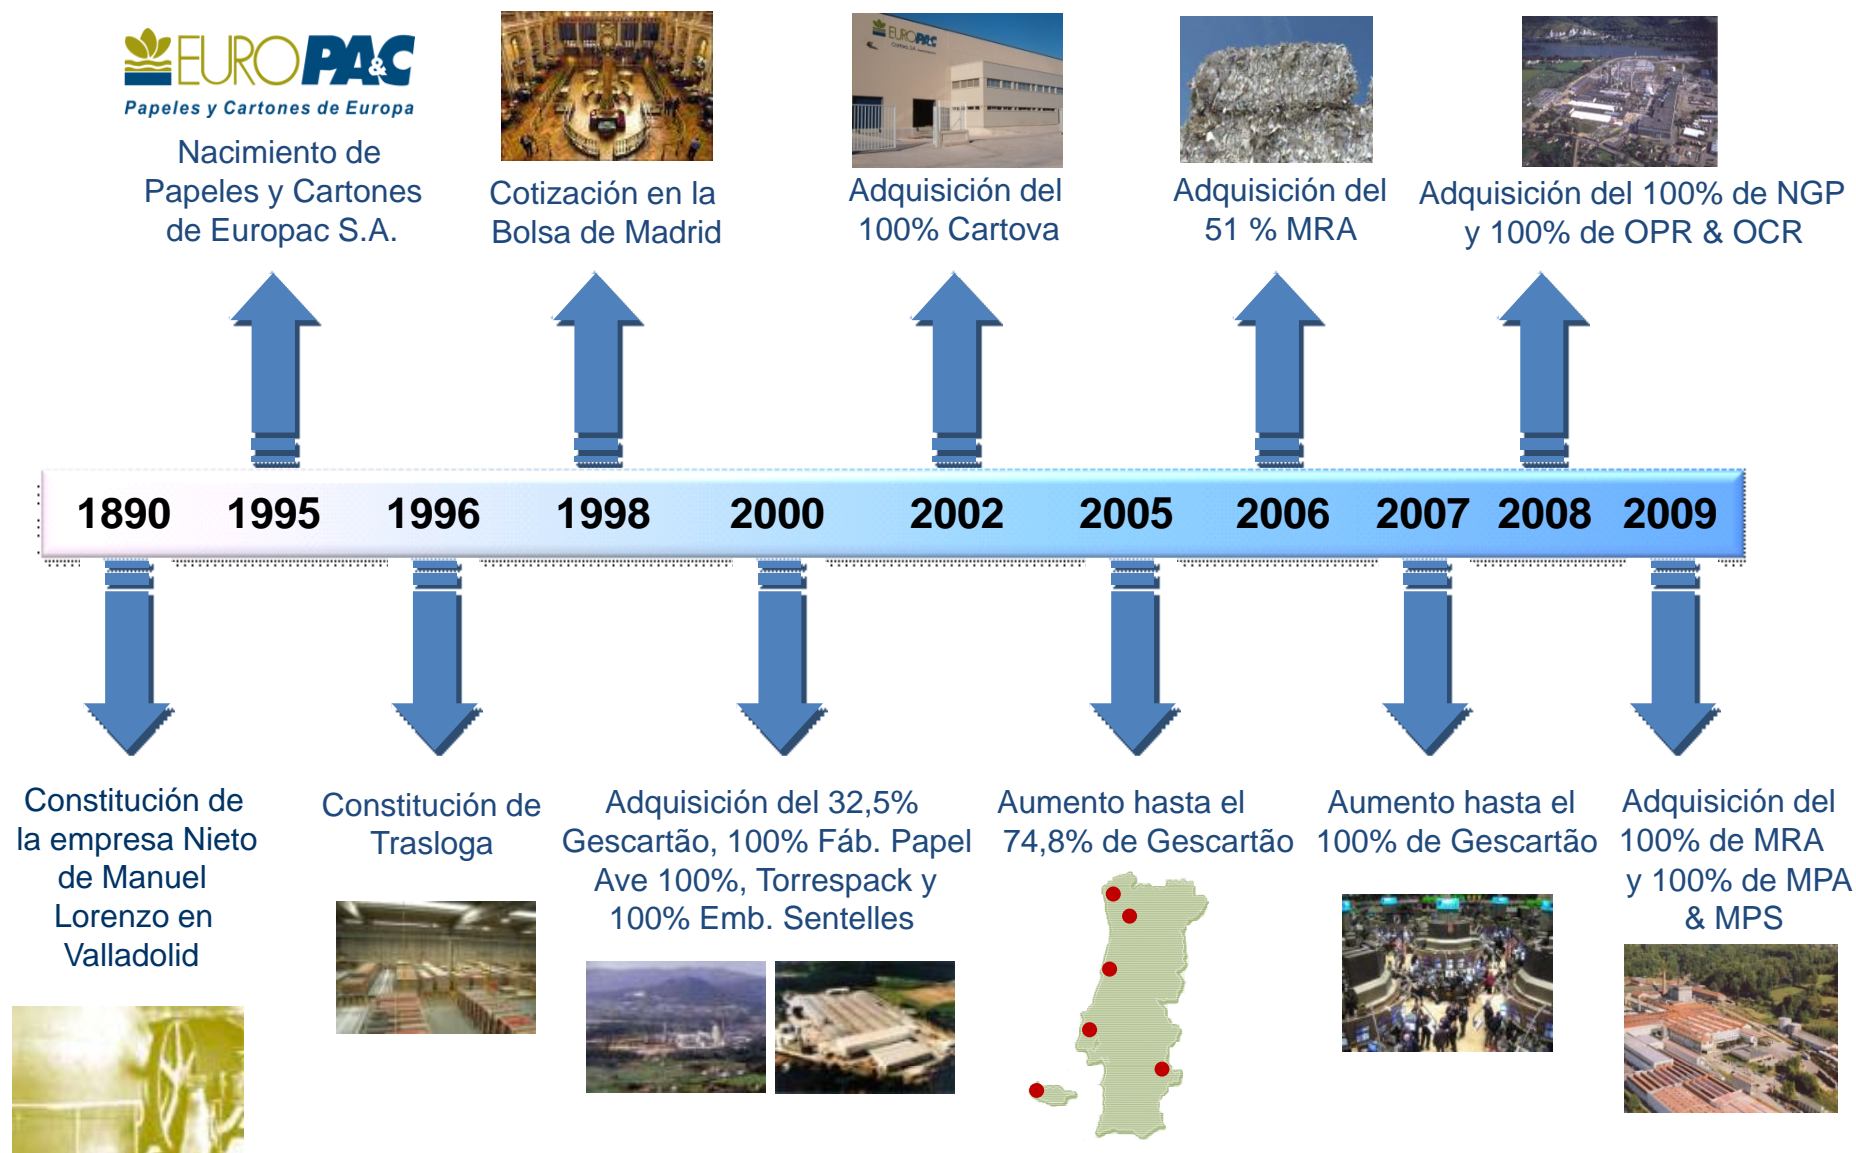 EUROPA&C
Papeles y Cartones de Europa
Nacimiento de
Papeles y Cartones
de Europac S.A.
Cotización en la
Bolsa de Madrid
EUROPA&C
Adquisición del
100% Cartova
Adquisición del
51 % MRA
Adquisición del 100% de NGP
y 100% de OPR & OCR
1890 1995 1996 1998 2000 2002 2005 2006 2007 2008 2009
Constitución de
la empresa Nieto
de Manuel
Lorenzo en
Valladolid
Constitución de
Trasloga
Adquisición del 32,5%
Gescartão, 100% Fáb. Papel
Ave 100%, Torrespack y
100% Emb. Sentelles
Aumento hasta el
74,8% de Gescartão
Aumento hasta el
100% de Gescartão
Adquisición del
100% de MRA
y 100% de MPA
& MPS